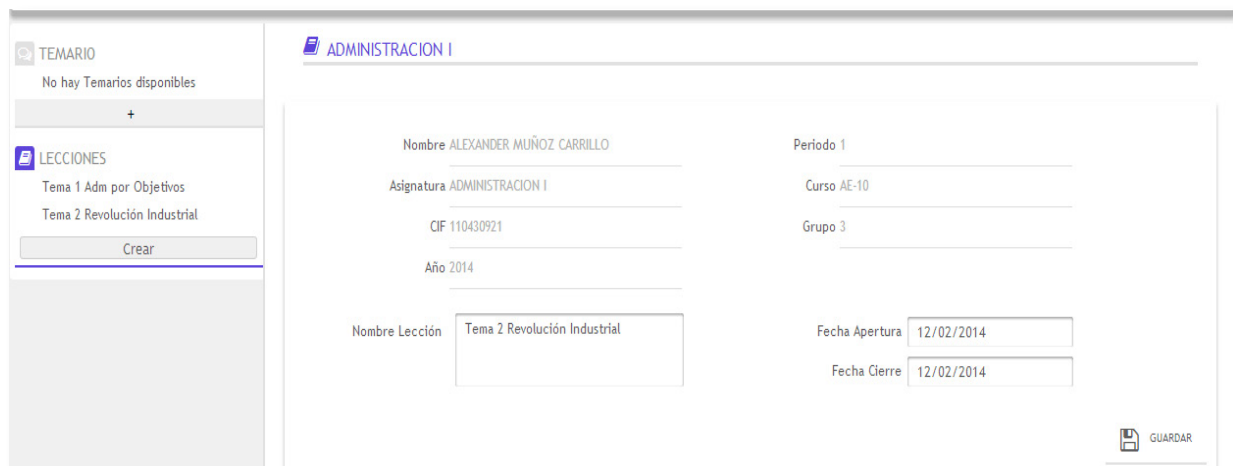 TEMARIO
No hay Temarios disponibles
+
LECCIONES
Tema 1 Adm por Objetivos
Tema 2 Revolución Industrial
Crear
ADMINISTRACION I
Nombre ALEXANDER MUÑOZ CARRILLO
Periodo 1
Asignatura ADMINISTRACION I
Curso AE-10
CIF 110430921
Grupo 3
Año 2014
Nombre Lección Tema 2 Revolución Industrial
Fecha Apertura 12/02/2014
Fecha Cierre 12/02/2014
GUARDAR